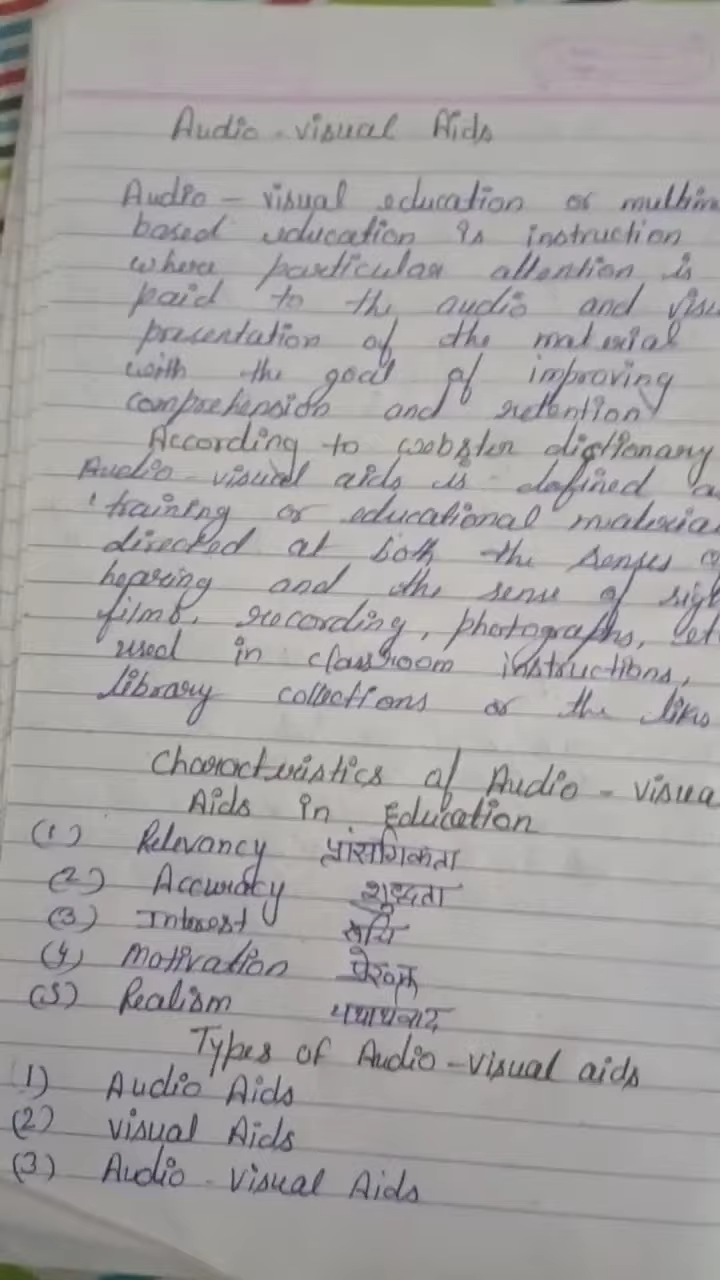 Audio - visual Aids
Audio - visual education or multim
based education is instruction
where particular attention is
paid to the audio and visu
presentation of the material
with the goal of improving
comprehension and retention
According to webster dictionary
Audio - visual aids is defined a
training or educational material
directed at both the senses o
hearing and the sense of sigh
films, recording, photographs, et
used in classroom instructions,
library collections or the like
Characteristics of Audio - visua
Aids in Education
(1) Relevancy प्रांसगिकता
(2) Accuracy शुध्दता
(3) Interest रूचि
(4) Motivation
(5) Realism यथार्थवाद
Types of Audio - visual aids
1) Audio Aids
(2) visual Aids
(3) Audio - visual Aids